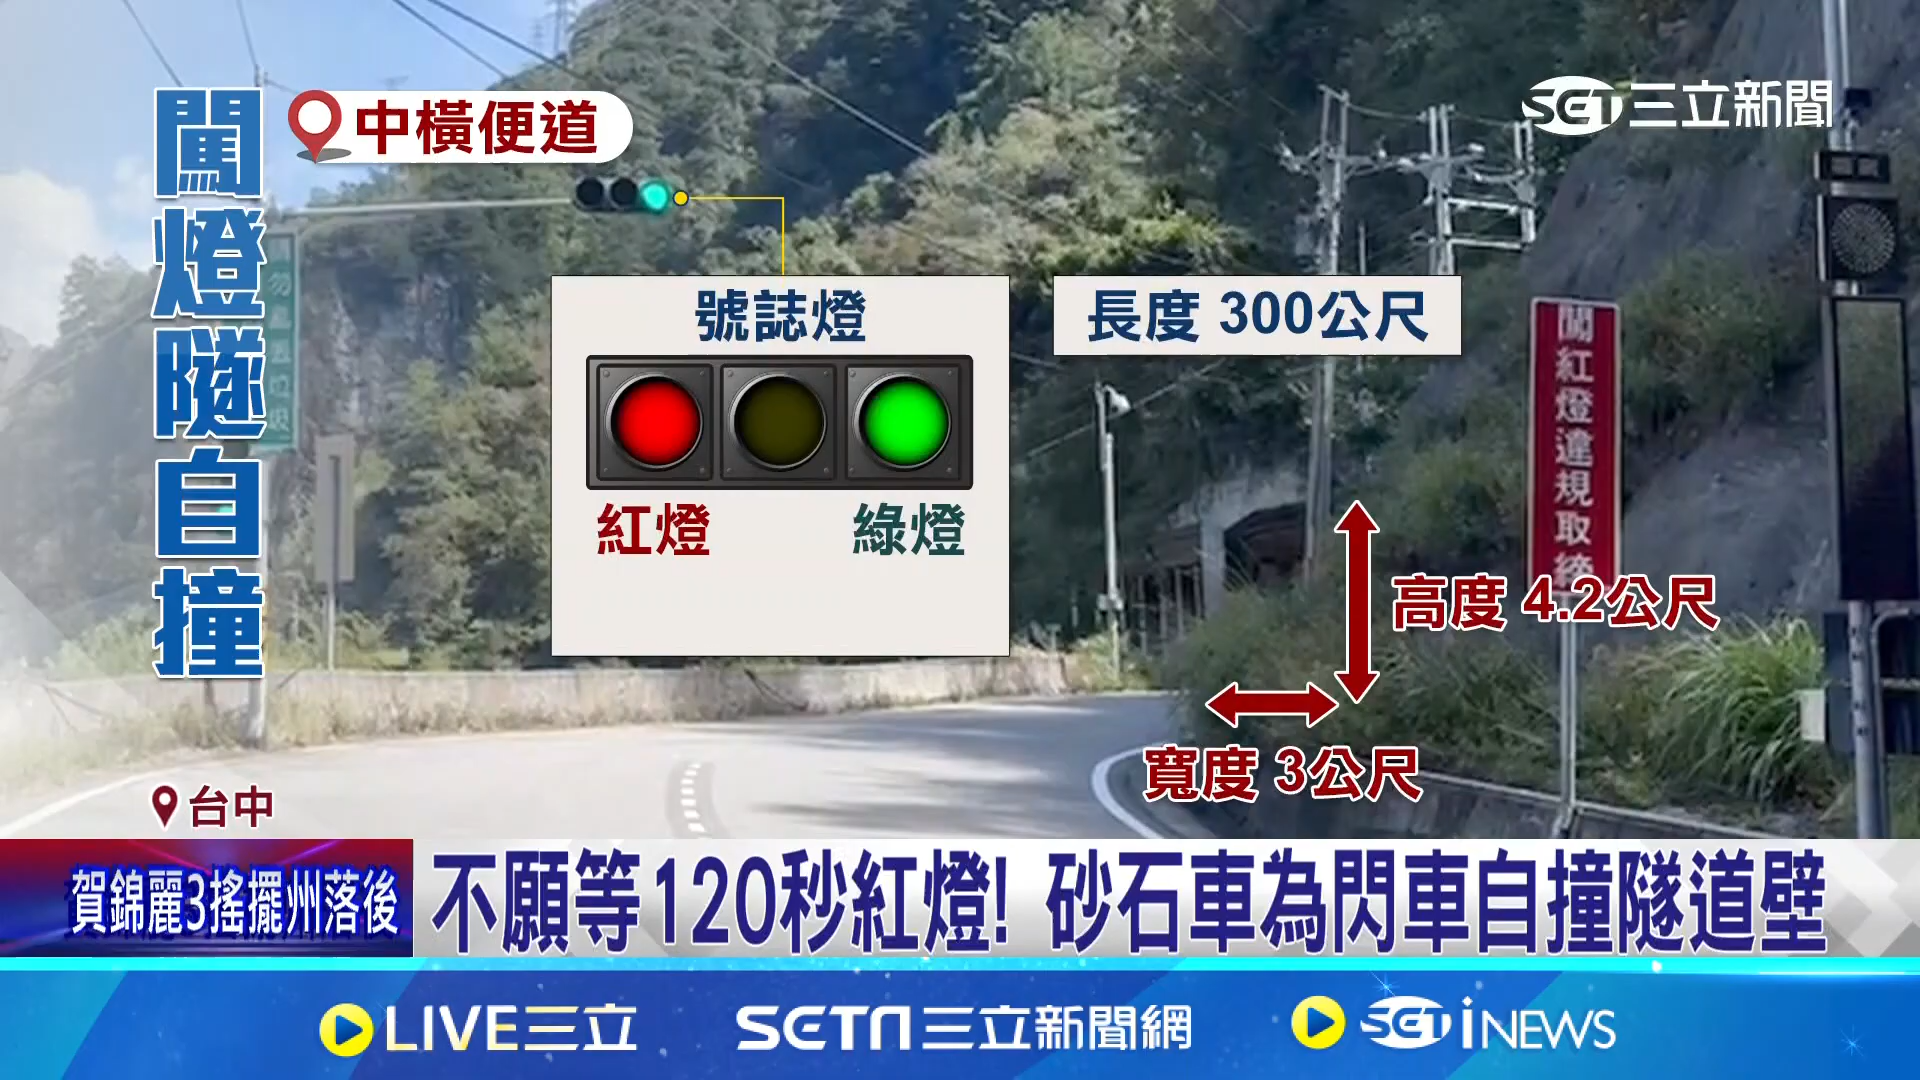 闖燈隧自撞
中橫便道
SET三立新聞
號誌燈
紅燈
綠燈
長度 300公尺
闖紅燈違規取締
高度 4.2公尺
寬度 3公尺
台中
賀錦麗3搖擺州落後
不願等120秒紅燈! 砂石車為閃車自撞隧道壁
LIVE三立
SETN三立新聞網
SET iNEWS